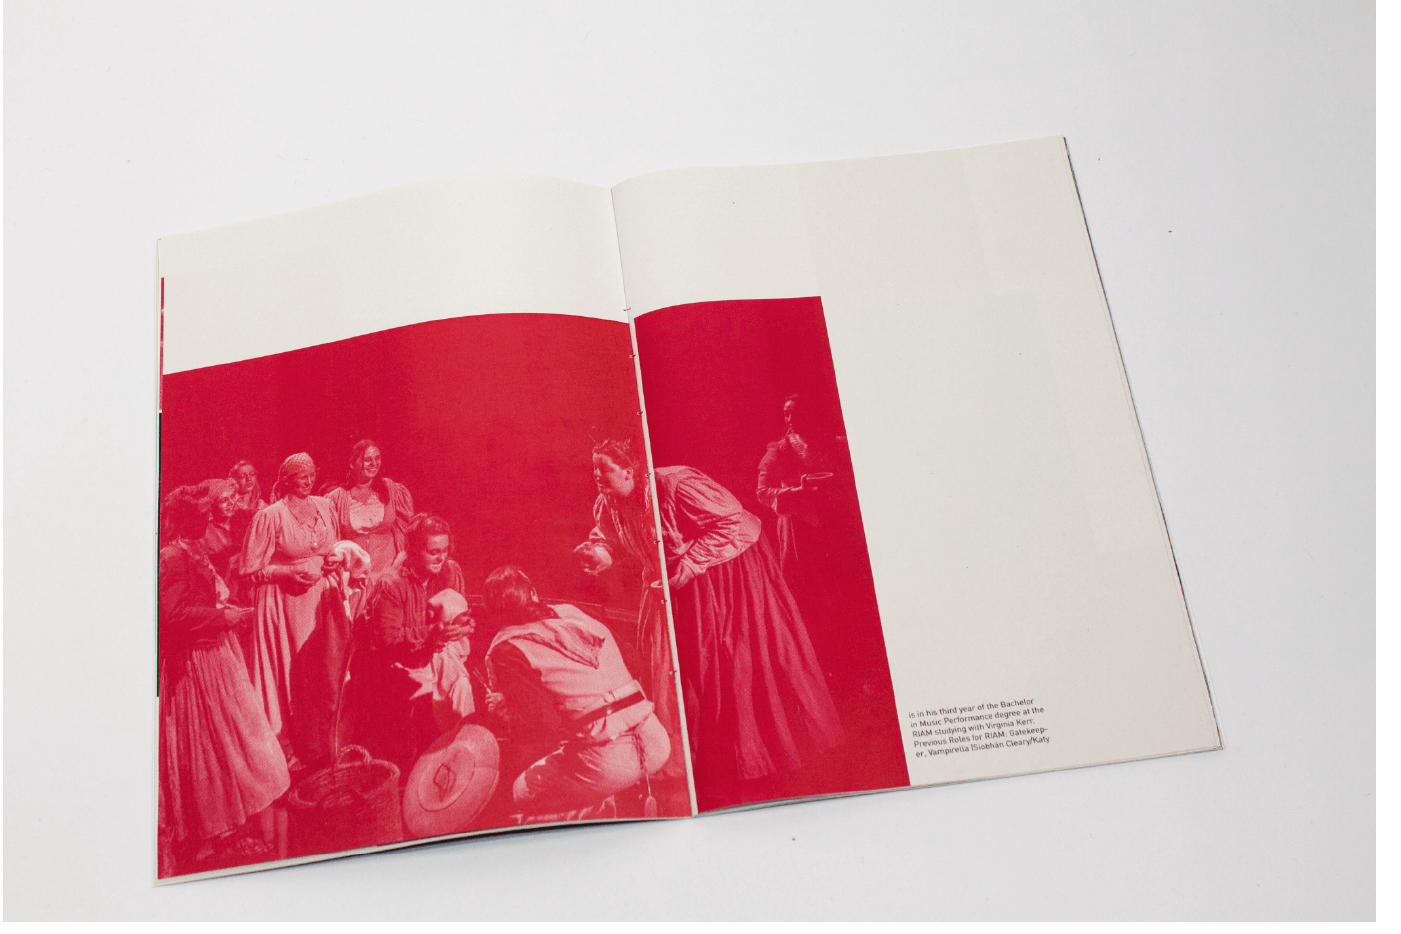 is in his third year of the Bachelor
in Music Performance degree at the
RIAM studying with Virginia Kerr.
Previous Roles for RIAM: Gatekeep-
er, Vampirella (Siobhán Cleary/Katy